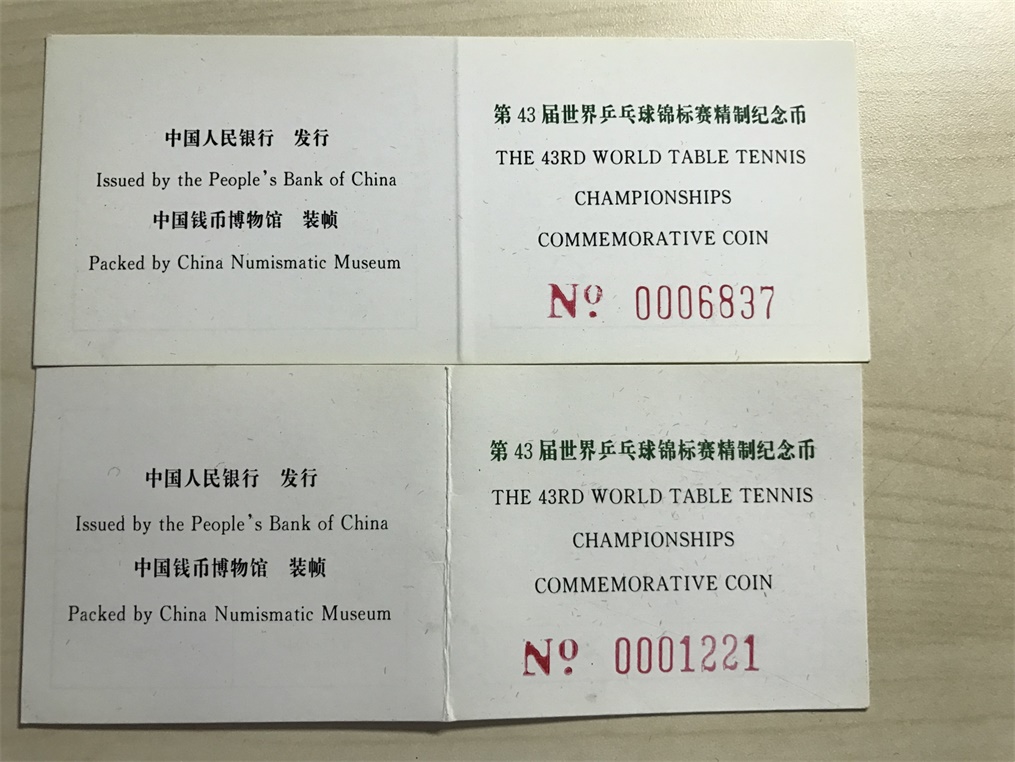 中国人民银行 发行
Issued by the People's Bank of China
中国钱币博物馆 装帧
Packed by China Numismatic Museum
第 43 届世界乒乓球锦标赛精制纪念币
THE 43RD WORLD TABLE TENNIS
CHAMPIONSHIPS
COMMEMORATIVE COIN
Nº 0006837
中国人民银行 发行
Issued by the People's Bank of China
中国钱币博物馆 装帧
Packed by China Numismatic Museum
第 43 届世界乒乓球锦标赛精制纪念币
THE 43RD WORLD TABLE TENNIS
CHAMPIONSHIPS
COMMEMORATIVE COIN
Nº 0001221